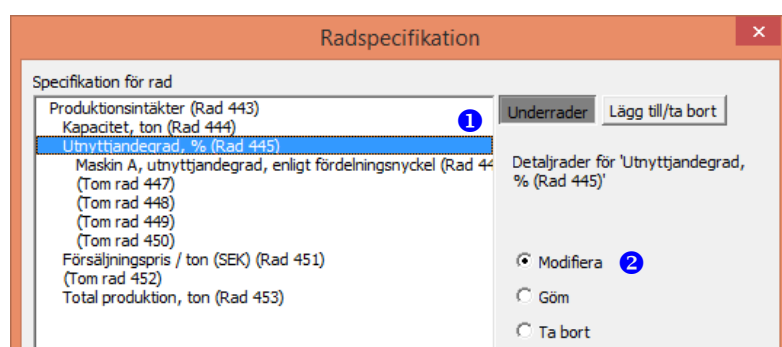 Radspecifikation
×
Specifikation för rad
Produktionsintäkter (Rad 443)
Kapacitet, ton (Rad 444)
Utnyttjandegrad, % (Rad 445)
Maskin A, utnyttjandegrad, enligt fördelningsnyckel (Rad 44
(Tom rad 447)
(Tom rad 448)
(Tom rad 449)
(Tom rad 450)
Försäljningspris / ton (SEK) (Rad 451)
(Tom rad 452)
Total produktion, ton (Rad 453)
1
Underrader Lägg till/ta bort
Detaljrader för 'Utnyttjandegrad,
% (Rad 445)'
Modifiera 2
Göm
Ta bort